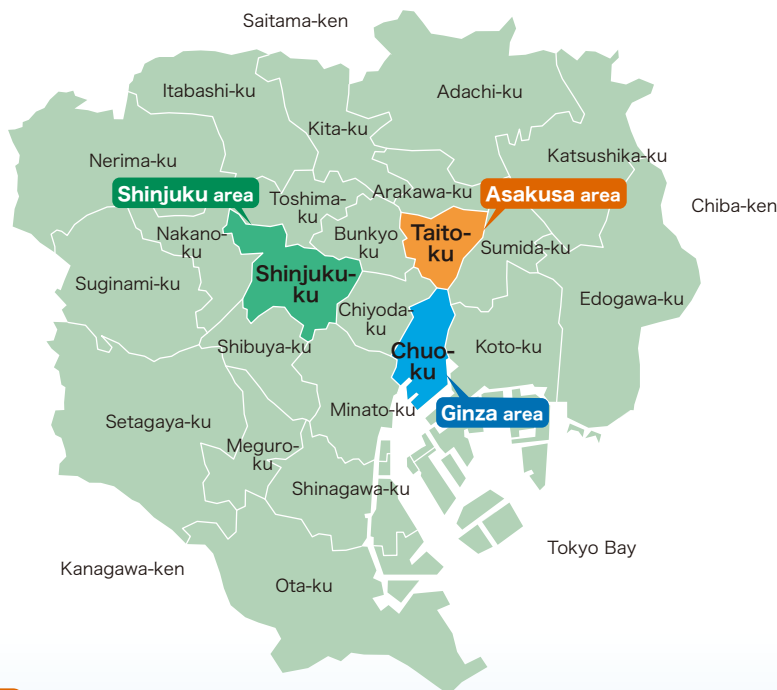 Saitama-ken
Itabashi-ku
Adachi-ku
Kita-ku
Nerima-ku
Katsushika-ku
Shinjuku area
Toshima-
ku
Arakawa-ku
Asakusa area
Chiba-ken
Nakano-
ku
Bunkyo
ku
Taito-
ku
Sumida-ku
Suginami-ku
Shinjuku-
ku
Chiyoda-
ku
Edogawa-ku
Shibuya-ku
Chuo-
ku
Koto-ku
Setagaya-ku
Minato-ku
Ginza area
Meguro-
ku
Shinagawa-ku
Tokyo Bay
Kanagawa-ken
Ota-ku